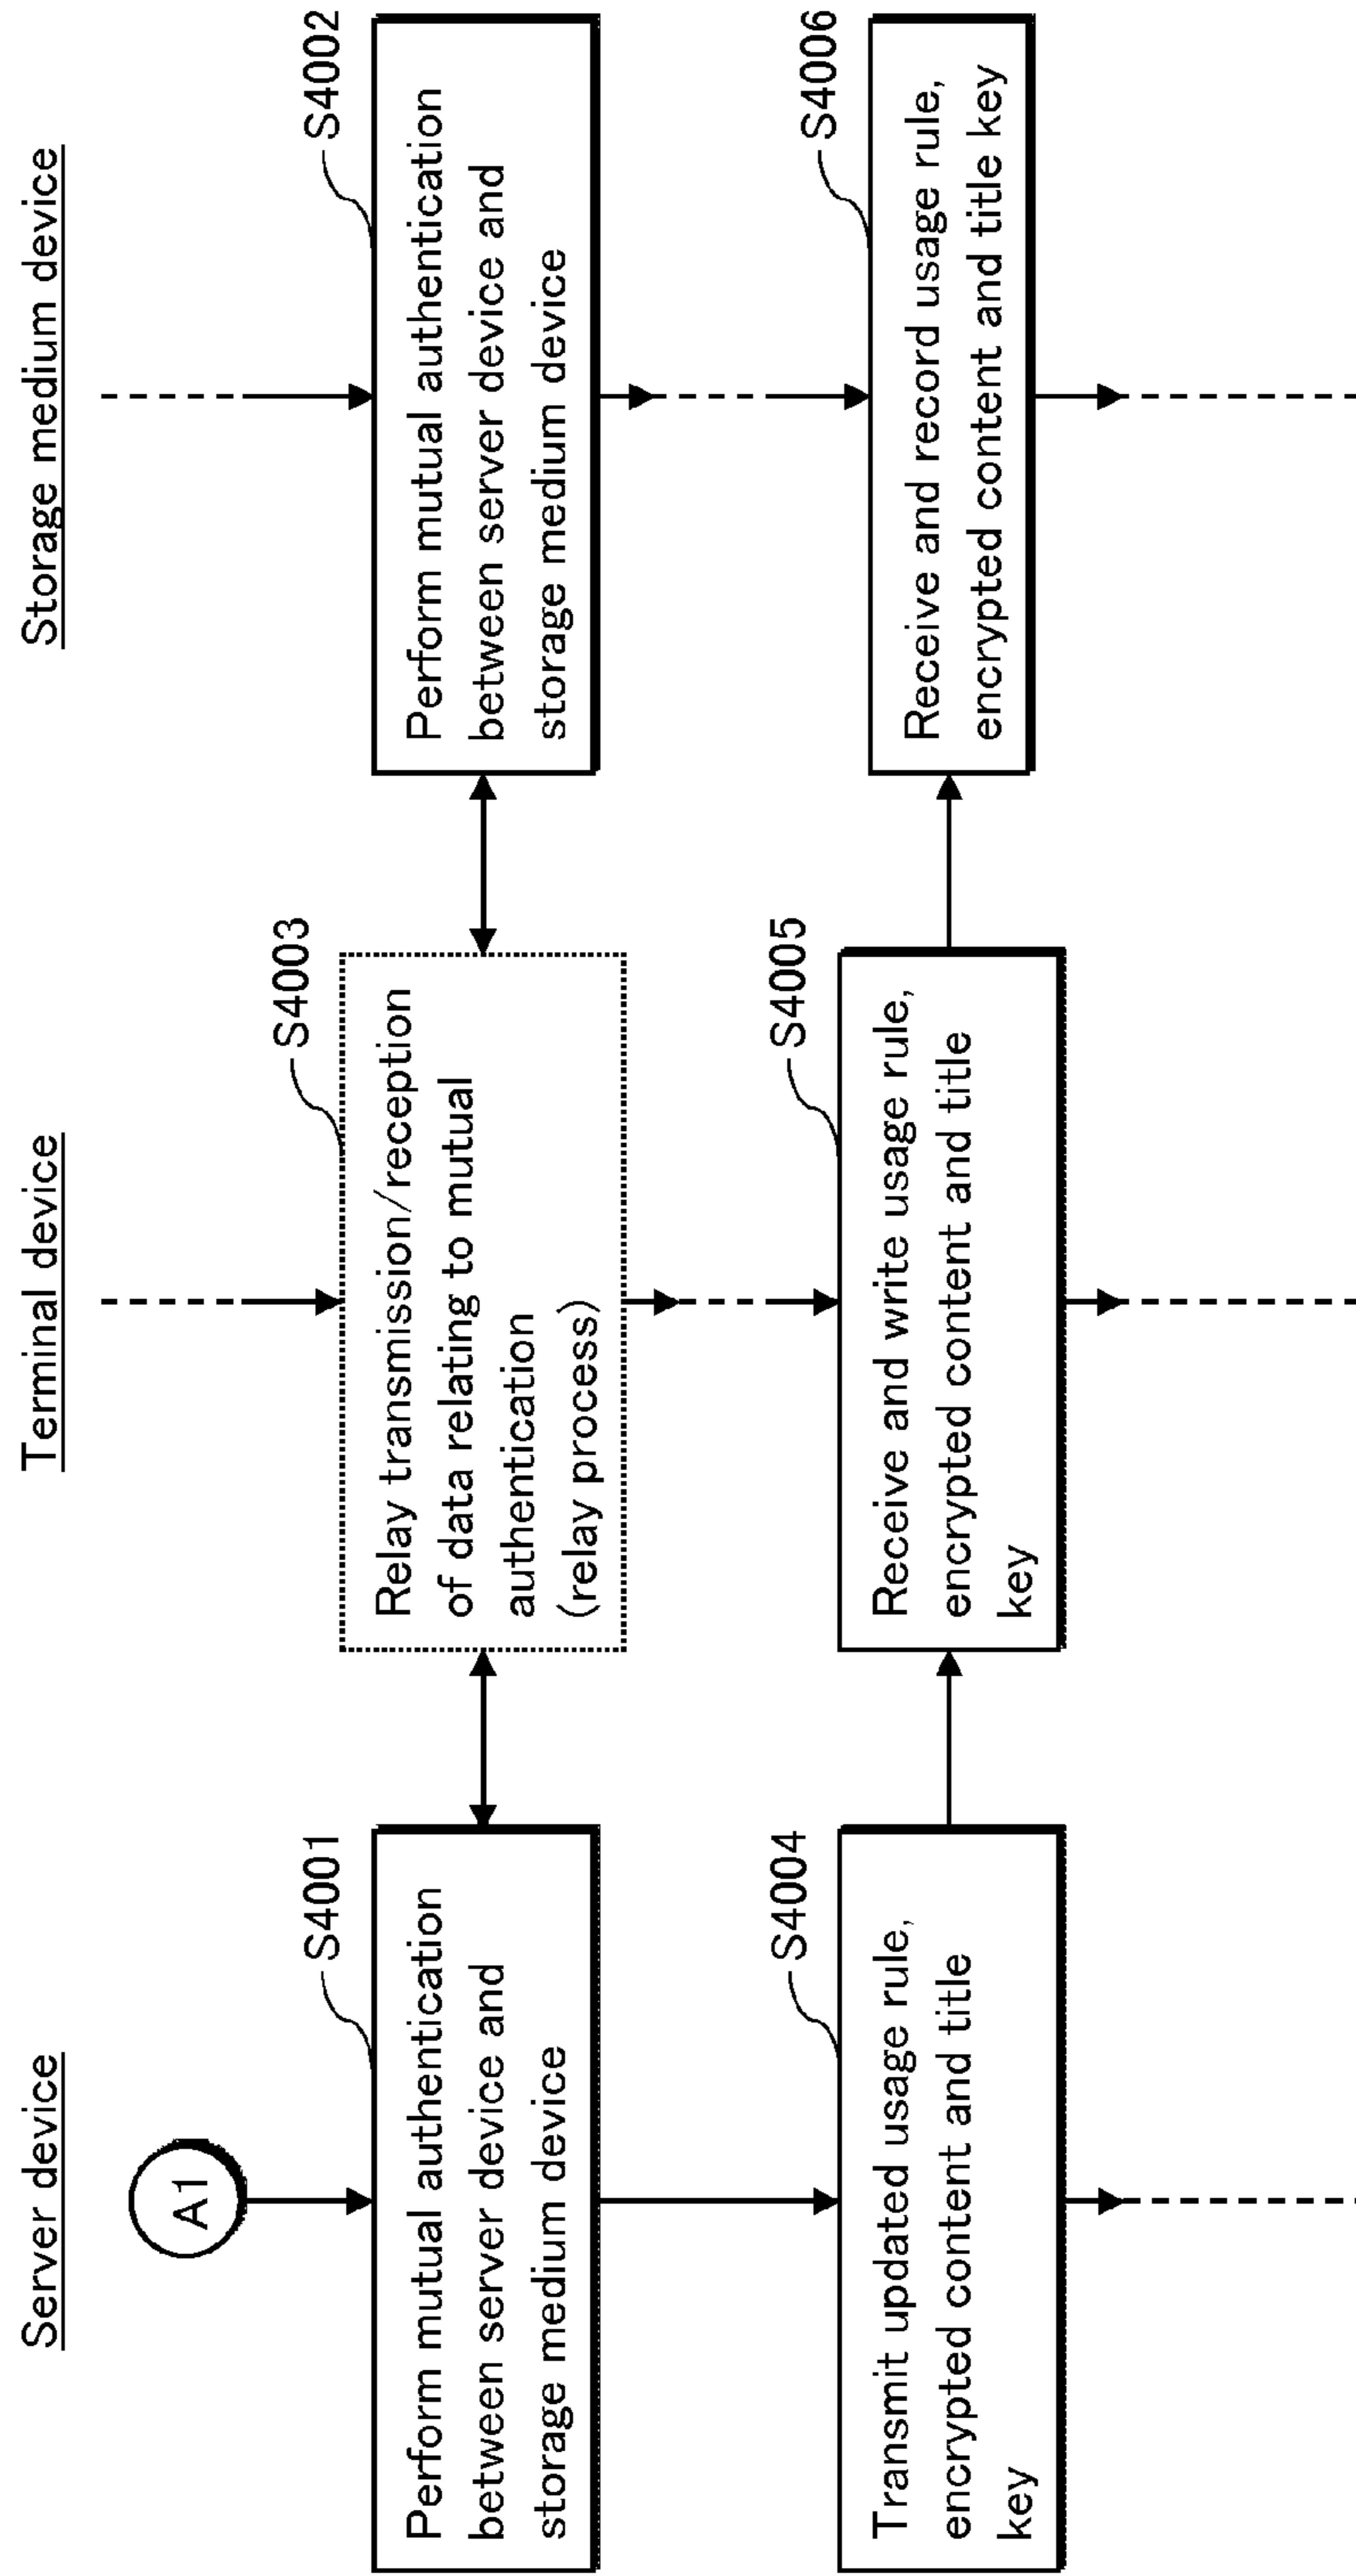 Server device
Terminal device
Storage medium device
A1
S4001
Perform mutual authentication
between server device and
storage medium device
S4003
Relay transmission/reception
of data relating to mutual
authentication
(relay process)
S4002
Perform mutual authentication
between server device and
storage medium device
S4004
Transmit updated usage rule,
encrypted content and title
key
S4005
Receive and write usage rule,
encrypted content and title
key
S4006
Receive and record usage rule,
encrypted content and title key